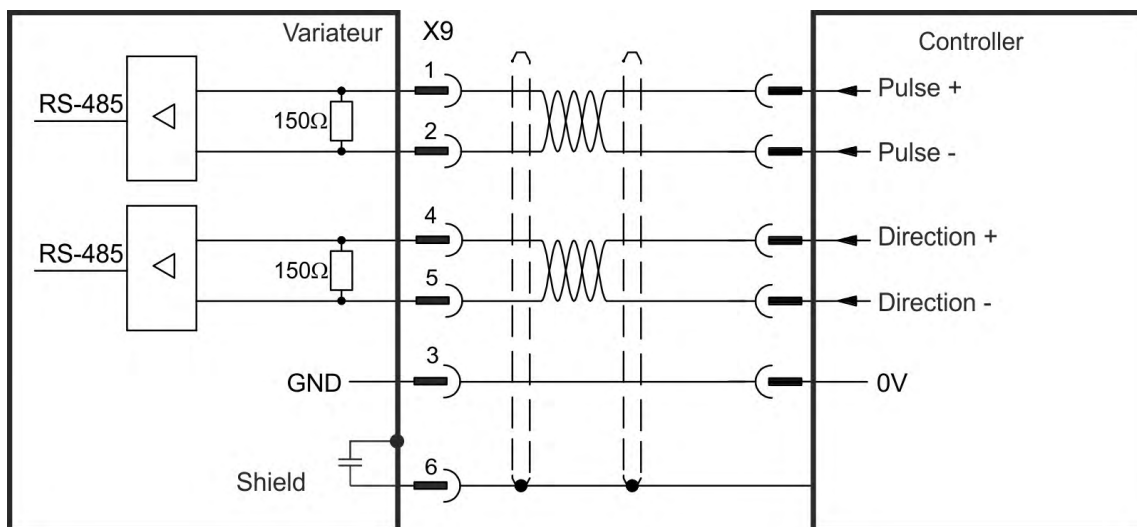 Variateur X9 Controller
1
RS-485 150Ω Pulse +
2
Pulse -
4
RS-485 150Ω Direction +
5
Direction -
3
GND 0V
6
Shield